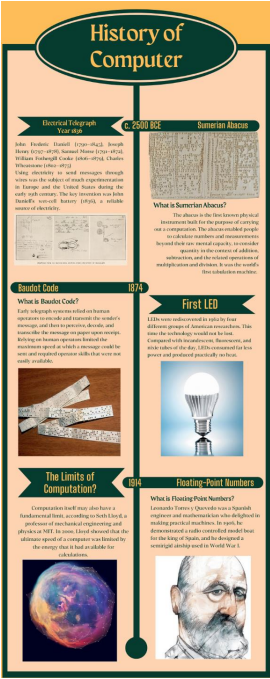 History of
Computer
Electrical Telegraph
Year 1836
c. 2500 BCE
Sumerian Abacus
John Frederic Daniell (1790–1845), Joseph
Henry (1797–1878), Samuel Morse (1791–1872),
William Fothergill Cooke (1806–1879), Charles
Wheatstone (1802–1875)
Using electricity to send messages through
wires was the subject of much experimentation
in Europe and the United States during the
early 19th century. The key invention was John
Daniell's wet-cell battery (1836), a reliable
source of electricity.
What is Sumerian Abacus?
The abacus is the first known physical
instrument built for the purpose of carrying
out a computation. The abacus enabled people
to calculate numbers and measurements
beyond their raw mental capacity, to consider
quantity in the context of addition,
subtraction, and the related operations of
multiplication and division. It was the world's
first tabulation machine.
Baudot Code
1874
What is Baudot Code?
Early telegraph systems relied on human
operators to encode and transmit the sender's
message, and then to perceive, decode, and
transcribe the message on paper upon receipt.
Relying on human operators limited the
maximum speed at which a message could be
sent and required operator skills that were not
easily available.
First LED
LEDs were rediscovered in 1962 by four
different groups of American researchers. This
time the technology would not be lost.
Compared with incandescent, fluorescent, and
nixie tubes of the day, LEDs consumed far less
power and produced practically no heat.
The Limits of
Computation?
1914
Floating-Point Numbers
Computation itself may also have a
fundamental limit, according to Seth Lloyd, a
professor of mechanical engineering and
physics at MIT. In 2000, Lloyd showed that the
ultimate speed of a computer was limited by
the energy that it had available for
calculations.
What is Floating-Point Numbers?
Leonardo Torres y Quevedo was a Spanish
engineer and mathematician who delighted in
making practical machines. In 1906, he
demonstrated a radio controlled model boat
for the king of Spain, and he designed a
semirigid airship used in World War I.